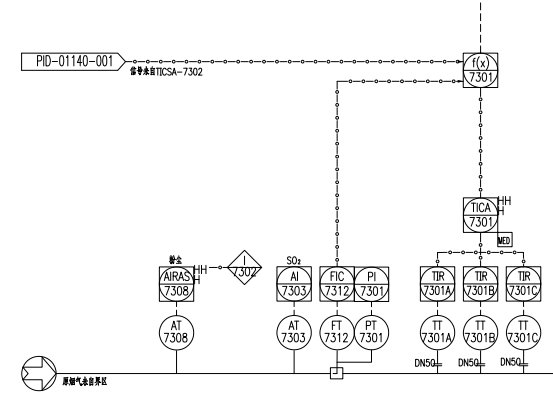 f(x)
7301
PID-01140-001
信号来自TICSA-7302
TICA
7301
HH
H
MED
粉尘
SO₂
I
7302
AIRAS
7308
HH
H
AI
7303
FIC
7312
PI
7301
TIR
7301A
TIR
7301B
TIR
7301C
AT
7308
AT
7303
FT
7312
PT
7301
TT
7301A
TT
7301B
TT
7301C
DN50
DN50
DN50
原烟气来自界区